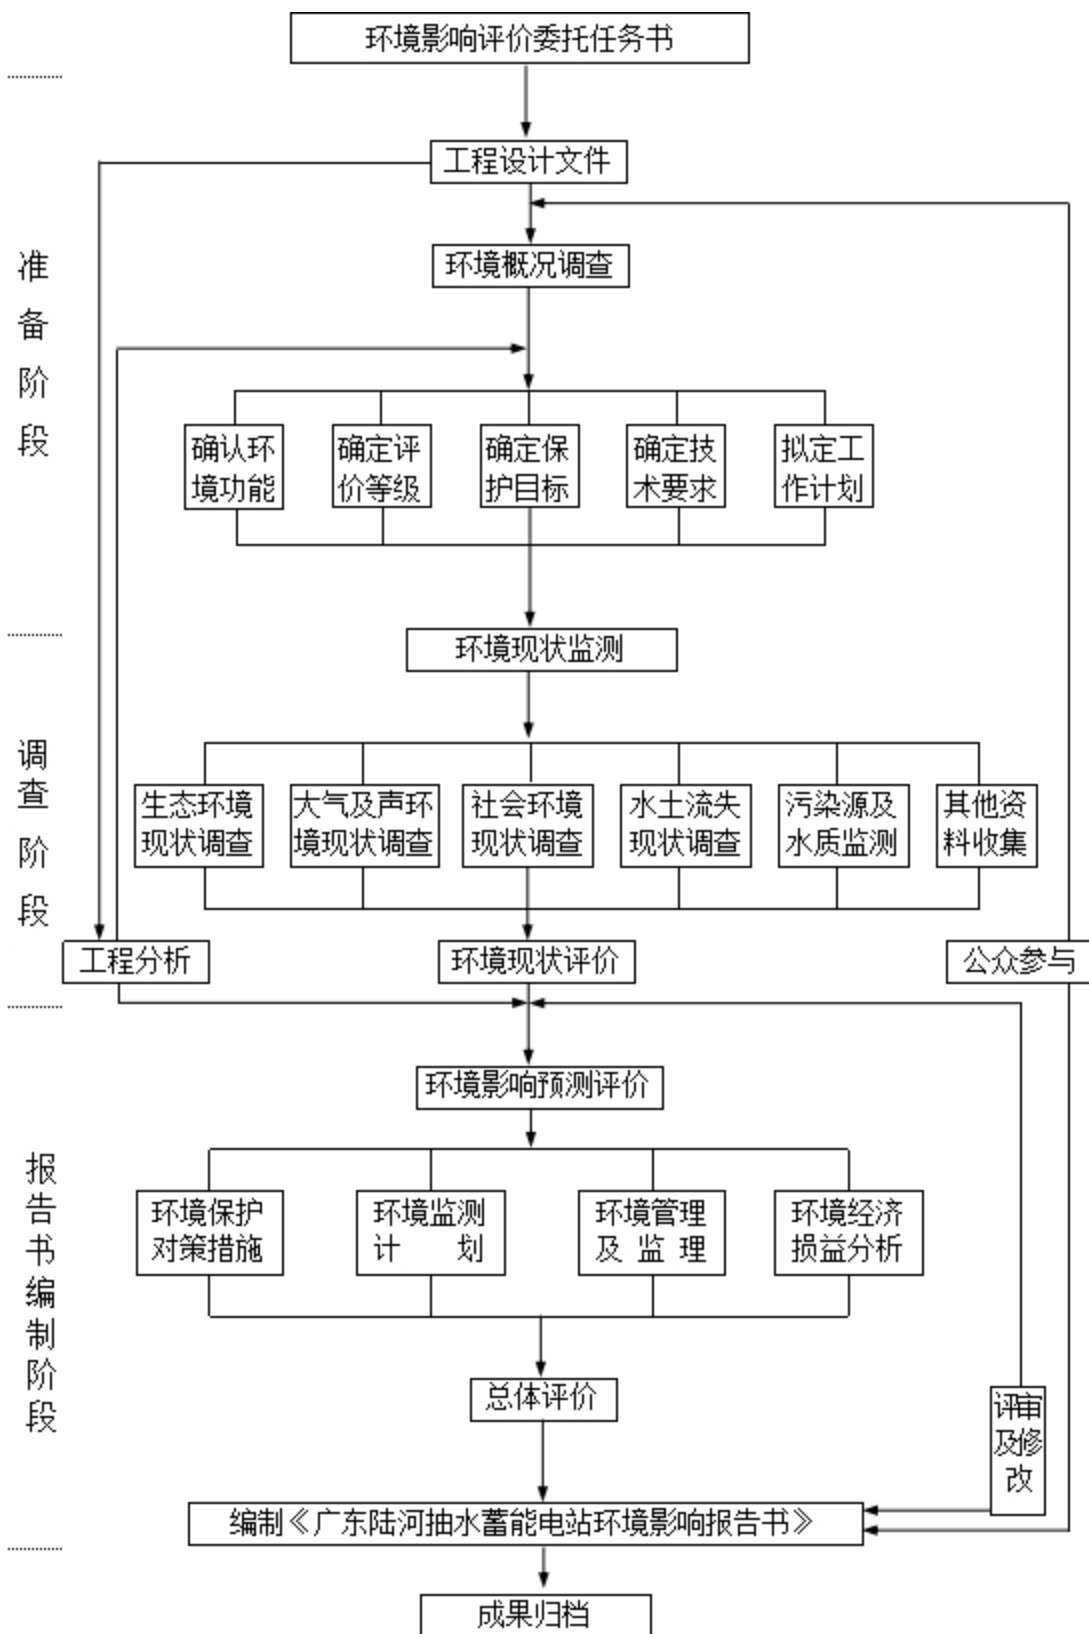 环境影响评价委托任务书
工程设计文件
环境概况调查
准
备
阶
段
确认环
境功能
确定评
价等级
确定保
护目标
确定技
术要求
拟定工
作计划
环境现状监测
调
查
阶
段
生态环境
现状调查
大气及声环
境现状调查
社会环境
现状调查
水土流失
现状调查
污染源及
水质监测
其他资
料收集
工程分析
环境现状评价
公众参与
环境影响预测评价
报
告
书
编
制
阶
段
环境保护
对策措施
环境监测
计 划
环境管理
及 监 理
环境经济
损益分析
总体评价
评审
及修
改
编制《广东陆河抽水蓄能电站环境影响报告书》
成果归档